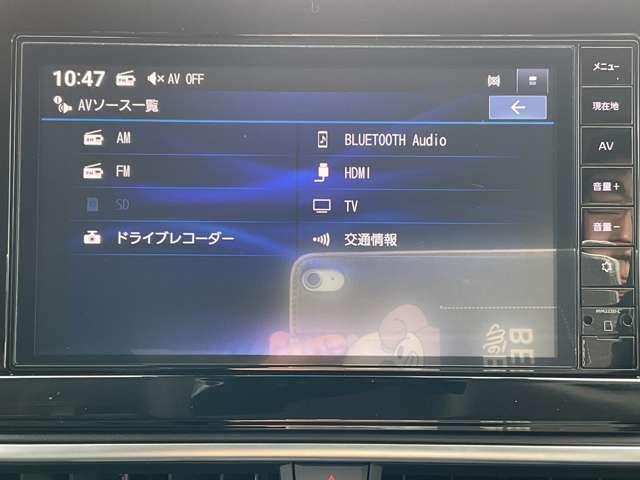 10:47 AV OFF
AVソース一覧
AM
FM
SD
ドライブレコーダー
BLUETOOTH Audio
HDMI
TV
交通情報
メニュー
現在地
AV
音量＋
音量－